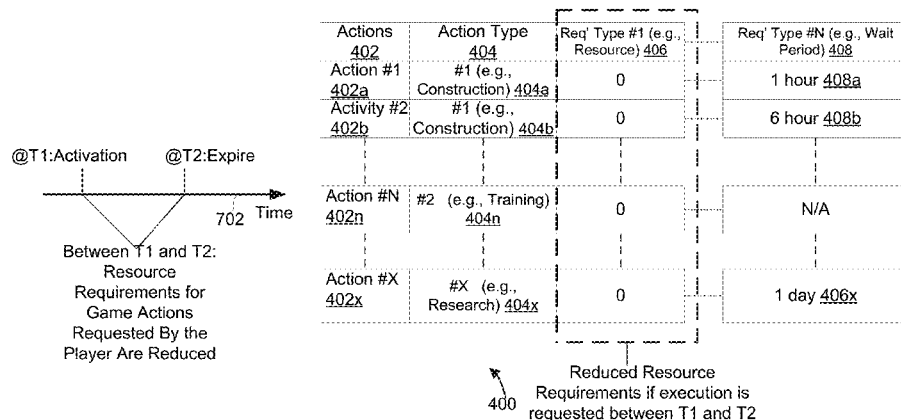 Actions
402
Action Type
404
Req' Type #1 (e.g.,
Resource) 406
Req' Type #N (e.g., Wait
Period) 408
Action #1
402a
#1 (e.g.,
Construction) 404a
0
1 hour 408a
Activity #2
402b
#1 (e.g.,
Construction) 404b
0
6 hour 408b
@T1:Activation
@T2:Expire
702
Time
Between T1 and T2:
Resource
Requirements for
Game Actions
Requested By the
Player Are Reduced
Action #N
402n
#2 (e.g., Training)
404n
0
N/A
Action #X
402x
#X (e.g.,
Research) 404x
0
1 day 406x
400
Reduced Resource
Requirements if execution is
requested between T1 and T2